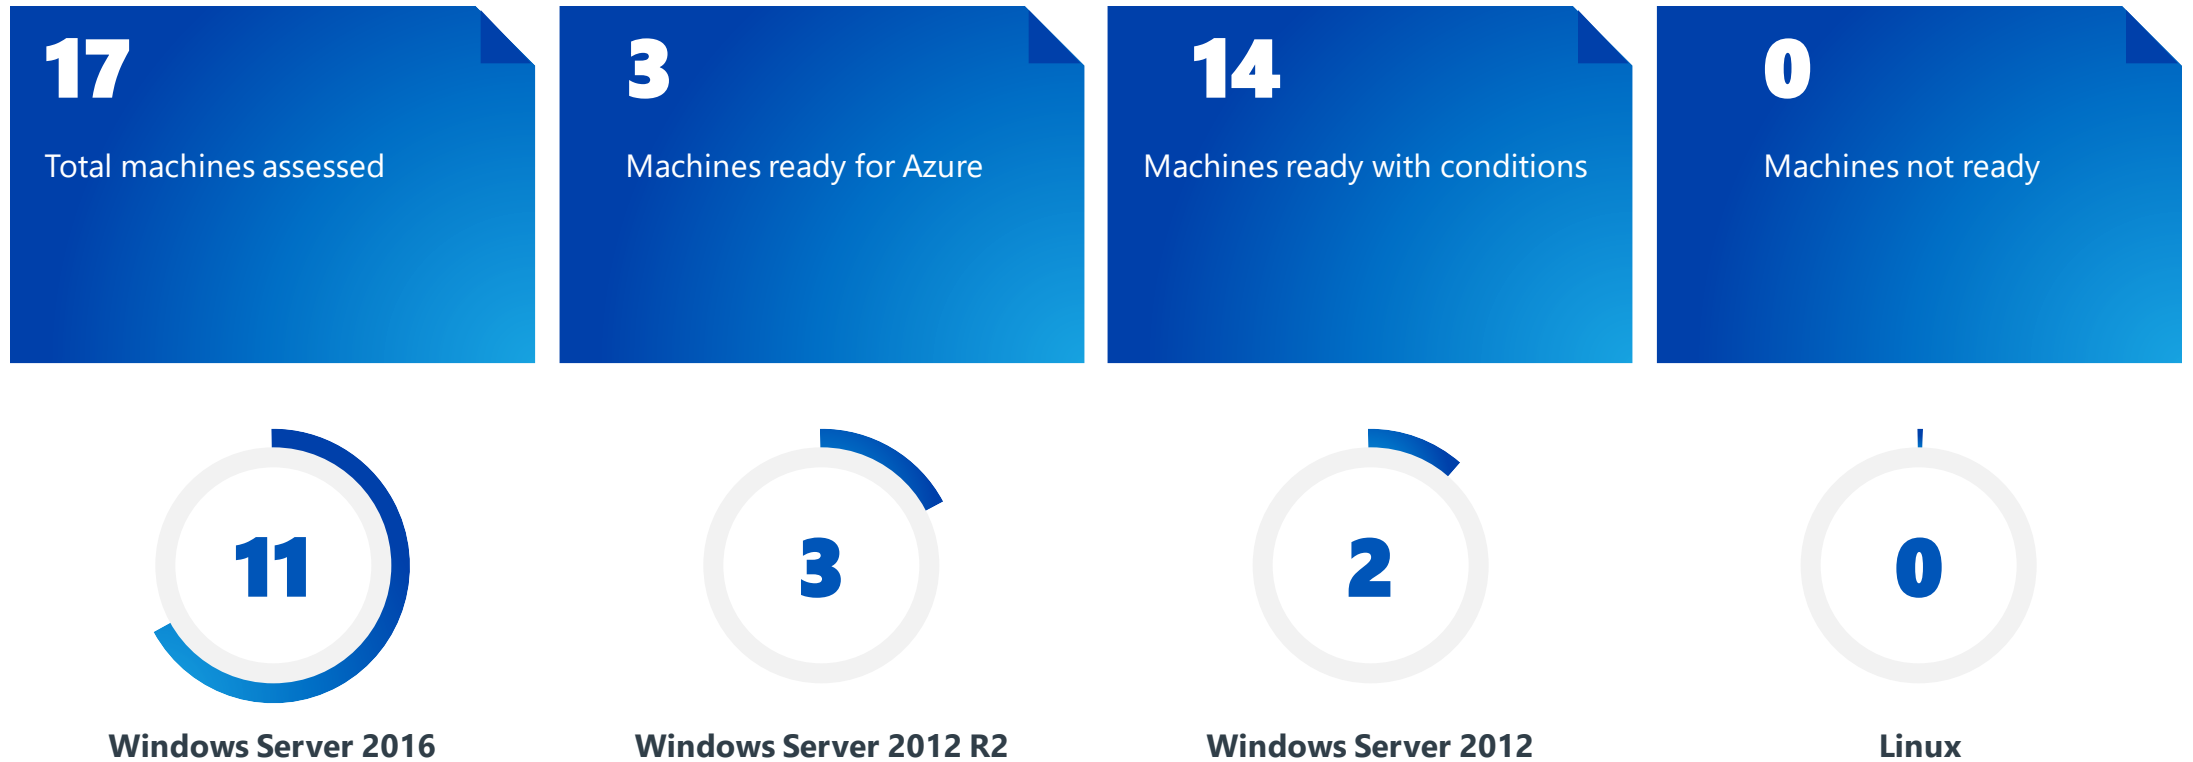 17
Total machines assessed
3
Machines ready for Azure
14
Machines ready with conditions
0
Machines not ready
11
Windows Server 2016
3
Windows Server 2012 R2
2
Windows Server 2012
0
Linux